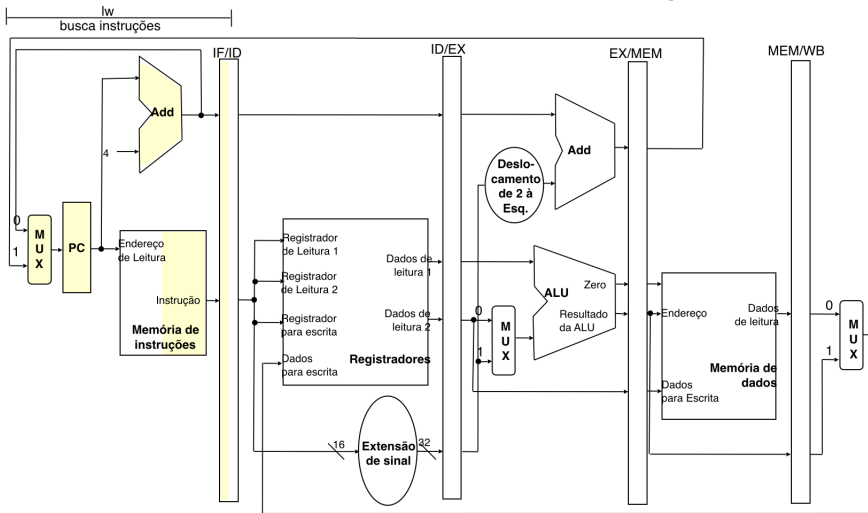 lw
busca instruções
IF/ID
ID/EX
EX/MEM
MEM/WB
Add
4
Add
Deslo-
camento
de 2 à
Esq.
0
M
U
X
1
PC
Endereço
de Leitura
Instrução
Memória de
instruções
Registrador
de Leitura 1
Registrador
de Leitura 2
Registrador
para escrita
Dados
para escrita
Dados de
leitura 1
Dados de
leitura 2
Registradores
0
M
U
X
1
ALU
Zero
Resultado
da ALU
Endereço
Dados
de leitura
Memória de
dados
Dados
para Escrita
0
M
U
X
1
16
Extensão
de sinal
32